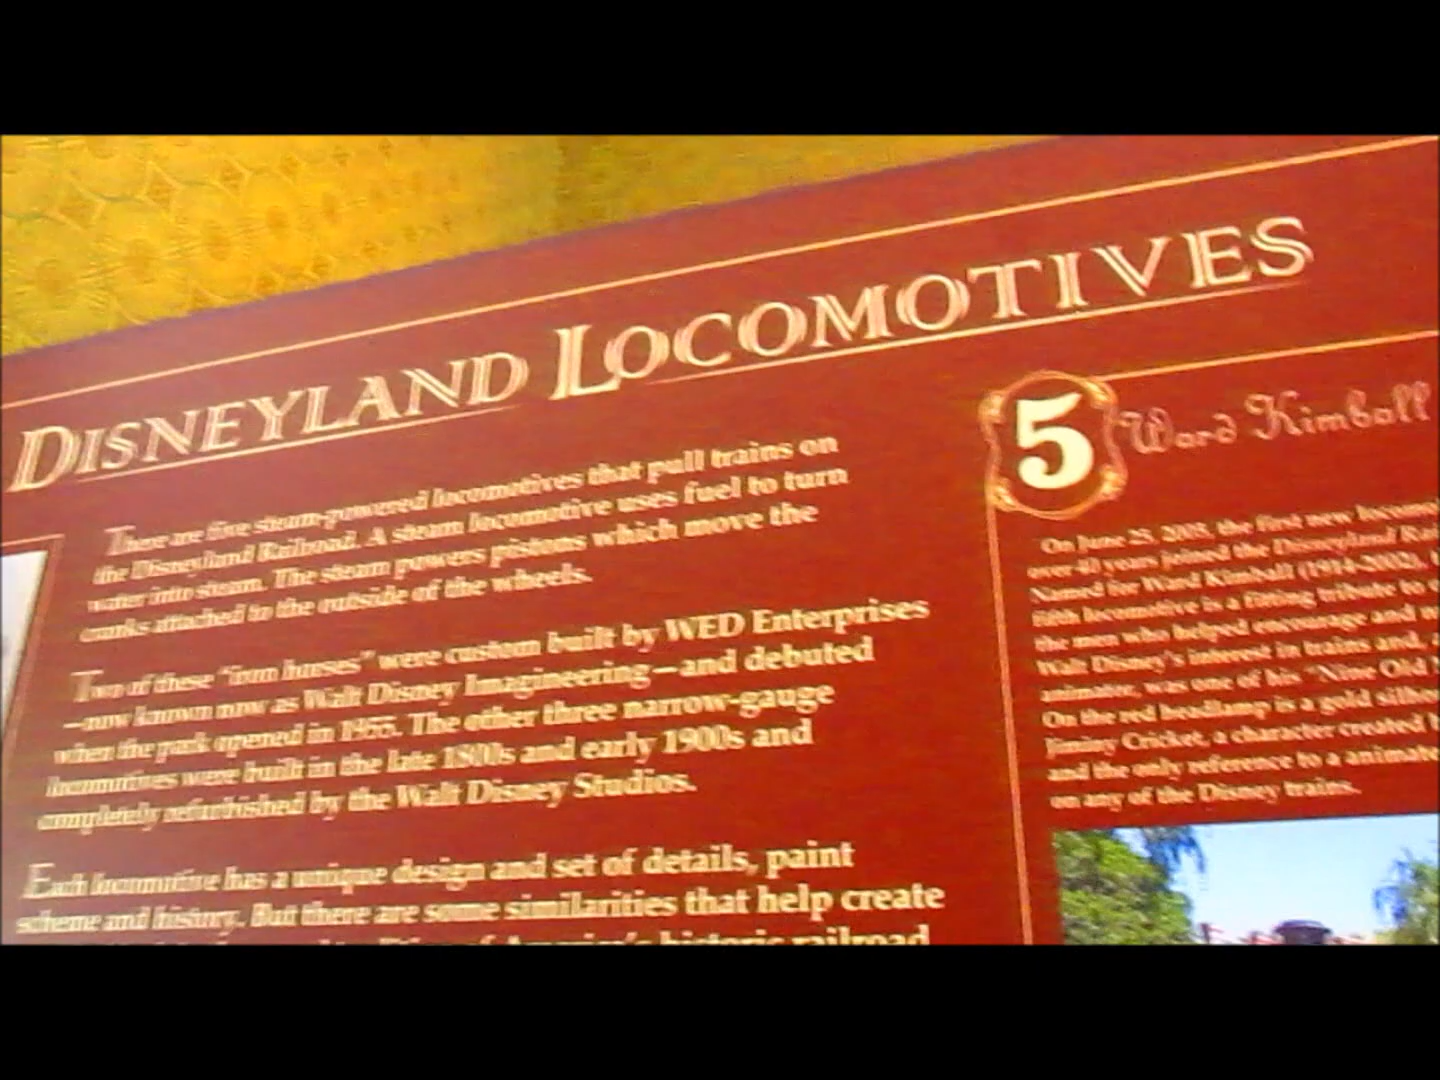 DISNEYLAND LOCOMOTIVES
There are five steam-powered locomotives that pull trains on
the Disneyland Railroad. A steam locomotive uses fuel to turn
water into steam. The steam powers pistons which move the
cranks attached to the outside of the wheels.
Two of these "iron horses" were custom built by WED Enterprises
—now known now as Walt Disney Imagineering—and debuted
when the park opened in 1955. The other three narrow-gauge
locomotives were built in the late 1800s and early 1900s and
completely refurbished by the Walt Disney Studios.
Each locomotive has a unique design and set of details, paint
scheme and history. But there are some similarities that help create
of America's historic railroad
5 Ward Kimball
On June 25, 2005, the first new
over 40 years joined the Disneyland
Named for Ward Kimball (1914-2002),
fifth locomotive is a fitting tribute to
the man who helped encourage and
Walt Disney's interest in trains and,
animator, was one of his "Nine Old
On the red headlamp is a gold
Jiminy Cricket, a character created
and the only reference to a
on any of the Disney trains.